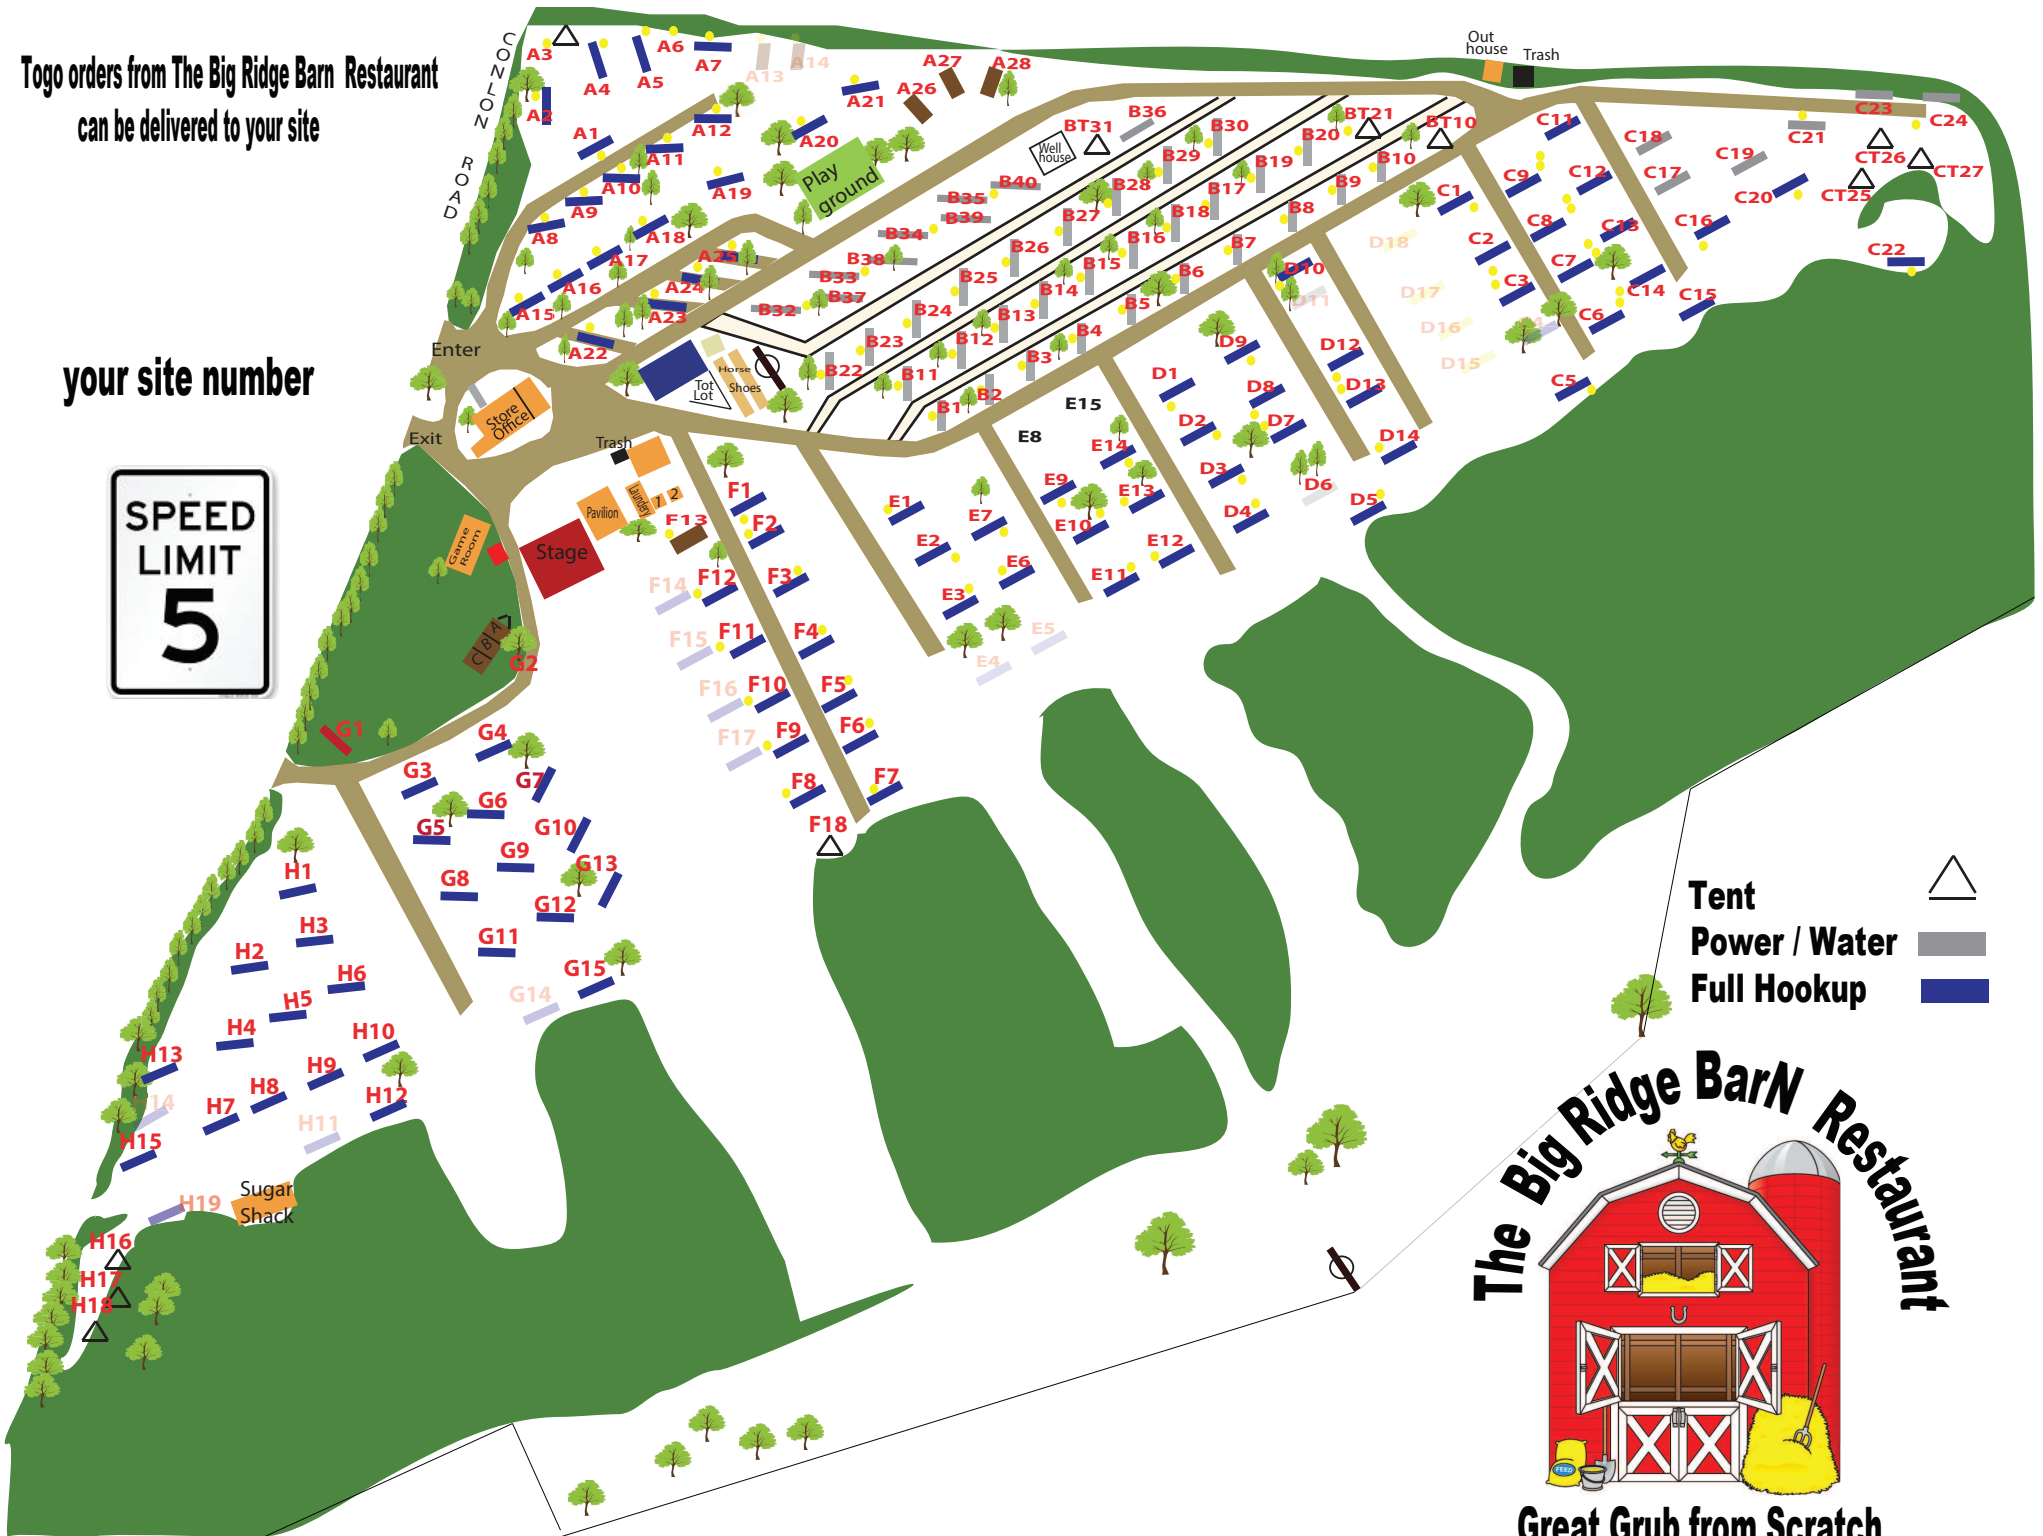 Togo orders from The Big Ridge Barn Restaurant
can be delivered to your site
your site number
SPEED
LIMIT
5
CONLON ROAD
Enter
Exit
Store
Office
A3
A4
A5
A6
A7
A13
A14
A21
A26
A27
A28
A2
A1
A12
A11
A10
A9
A8
A20
A19
A18
A17
A16
A15
A25
A24
A23
A22
Play
ground
Well
house
BT31
B36
B30
B29
B28
B27
B26
B25
B24
B23
B22
B40
B35
B39
B34
B38
B33
B37
B32
BT21
B20
B19
B17
B18
B16
B15
B14
B13
B12
B11
BT10
B10
B9
B8
B7
B6
B5
B4
B3
B2
B1
Tot
Lot
Horse
Shoes
Out
house
Trash
C11
C12
C13
C14
C15
C16
C17
C18
C19
C20
C21
C22
C23
C24
CT25
CT26
CT27
C1
C2
C3
C9
C8
C7
C6
C5
D18
D17
D16
D15
D10
D11
D12
D13
D14
D9
D8
D7
D6
D5
D1
D2
D3
D4
E15
E8
E14
E13
E12
E9
E10
E11
E1
E2
E3
E7
E6
E5
E4
Trash
Pavilion
Laundery
1
2
Stage
Game
Room
A
B
C
F1
F2
F3
F4
F5
F6
F7
F13
F12
F11
F10
F9
F8
F14
F15
F16
F17
F18
G2
G1
G4
G3
G7
G6
G5
G10
G9
G8
G13
G12
G11
G15
G14
H1
H3
H2
H6
H5
H4
H10
H9
H8
H7
H12
H11
H13
H14
H15
H19
Sugar
Shack
H16
H17
H18
Tent
Power / Water
Full Hookup
The Big Ridge BarN Restaurant
FEED
Great Grub from Scratch